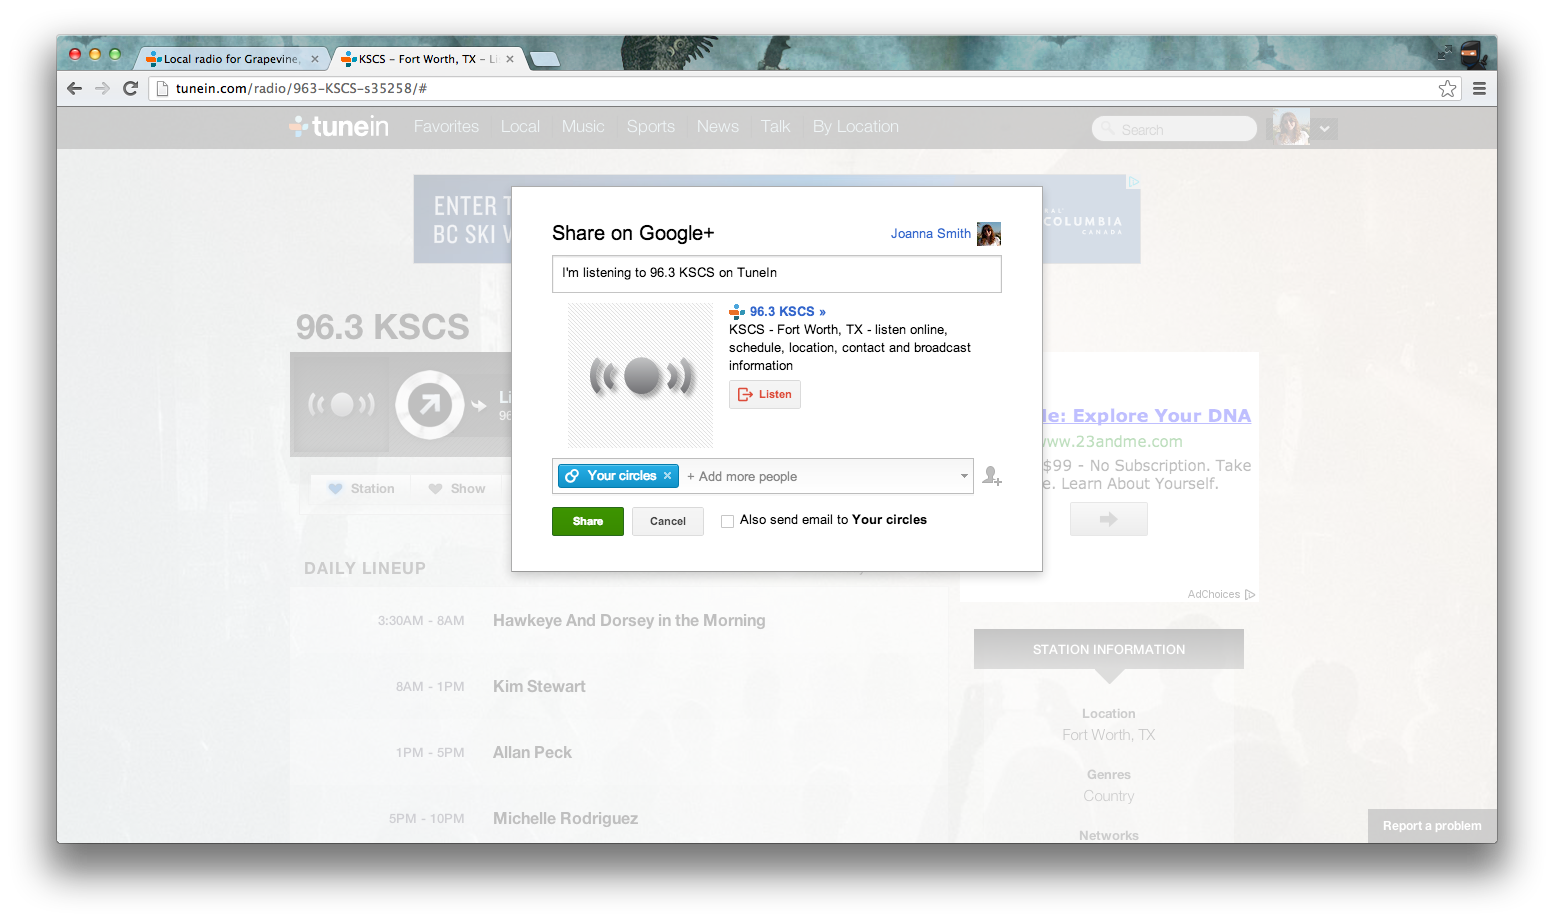 Local radio for Grapevine,
KSCS - Fort Worth, TX - Li
tunein.com/radio/963-KSCS-s35258/#
tunein
Favorites
Local
Music
Sports
News
Talk
By Location
Search
ENTER T
BC SKI V
COLUMBIA
CANADA
Share on Google+
Joanna Smith
I'm listening to 96.3 KSCS on TuneIn
96.3 KSCS »
KSCS - Fort Worth, TX - listen online,
schedule, location, contact and broadcast
information
Listen
Your circles
+ Add more people
Share
Cancel
Also send email to Your circles
96.3 KSCS
Li
96
Station
Show
le: Explore Your DNA
www.23andme.com
$99 - No Subscription. Take
e. Learn About Yourself.
AdChoices
DAILY LINEUP
3:30AM - 8AM
Hawkeye And Dorsey in the Morning
8AM - 1PM
Kim Stewart
1PM - 5PM
Allan Peck
5PM - 10PM
Michelle Rodriguez
STATION INFORMATION
Location
Fort Worth, TX
Genres
Country
Networks
Report a problem